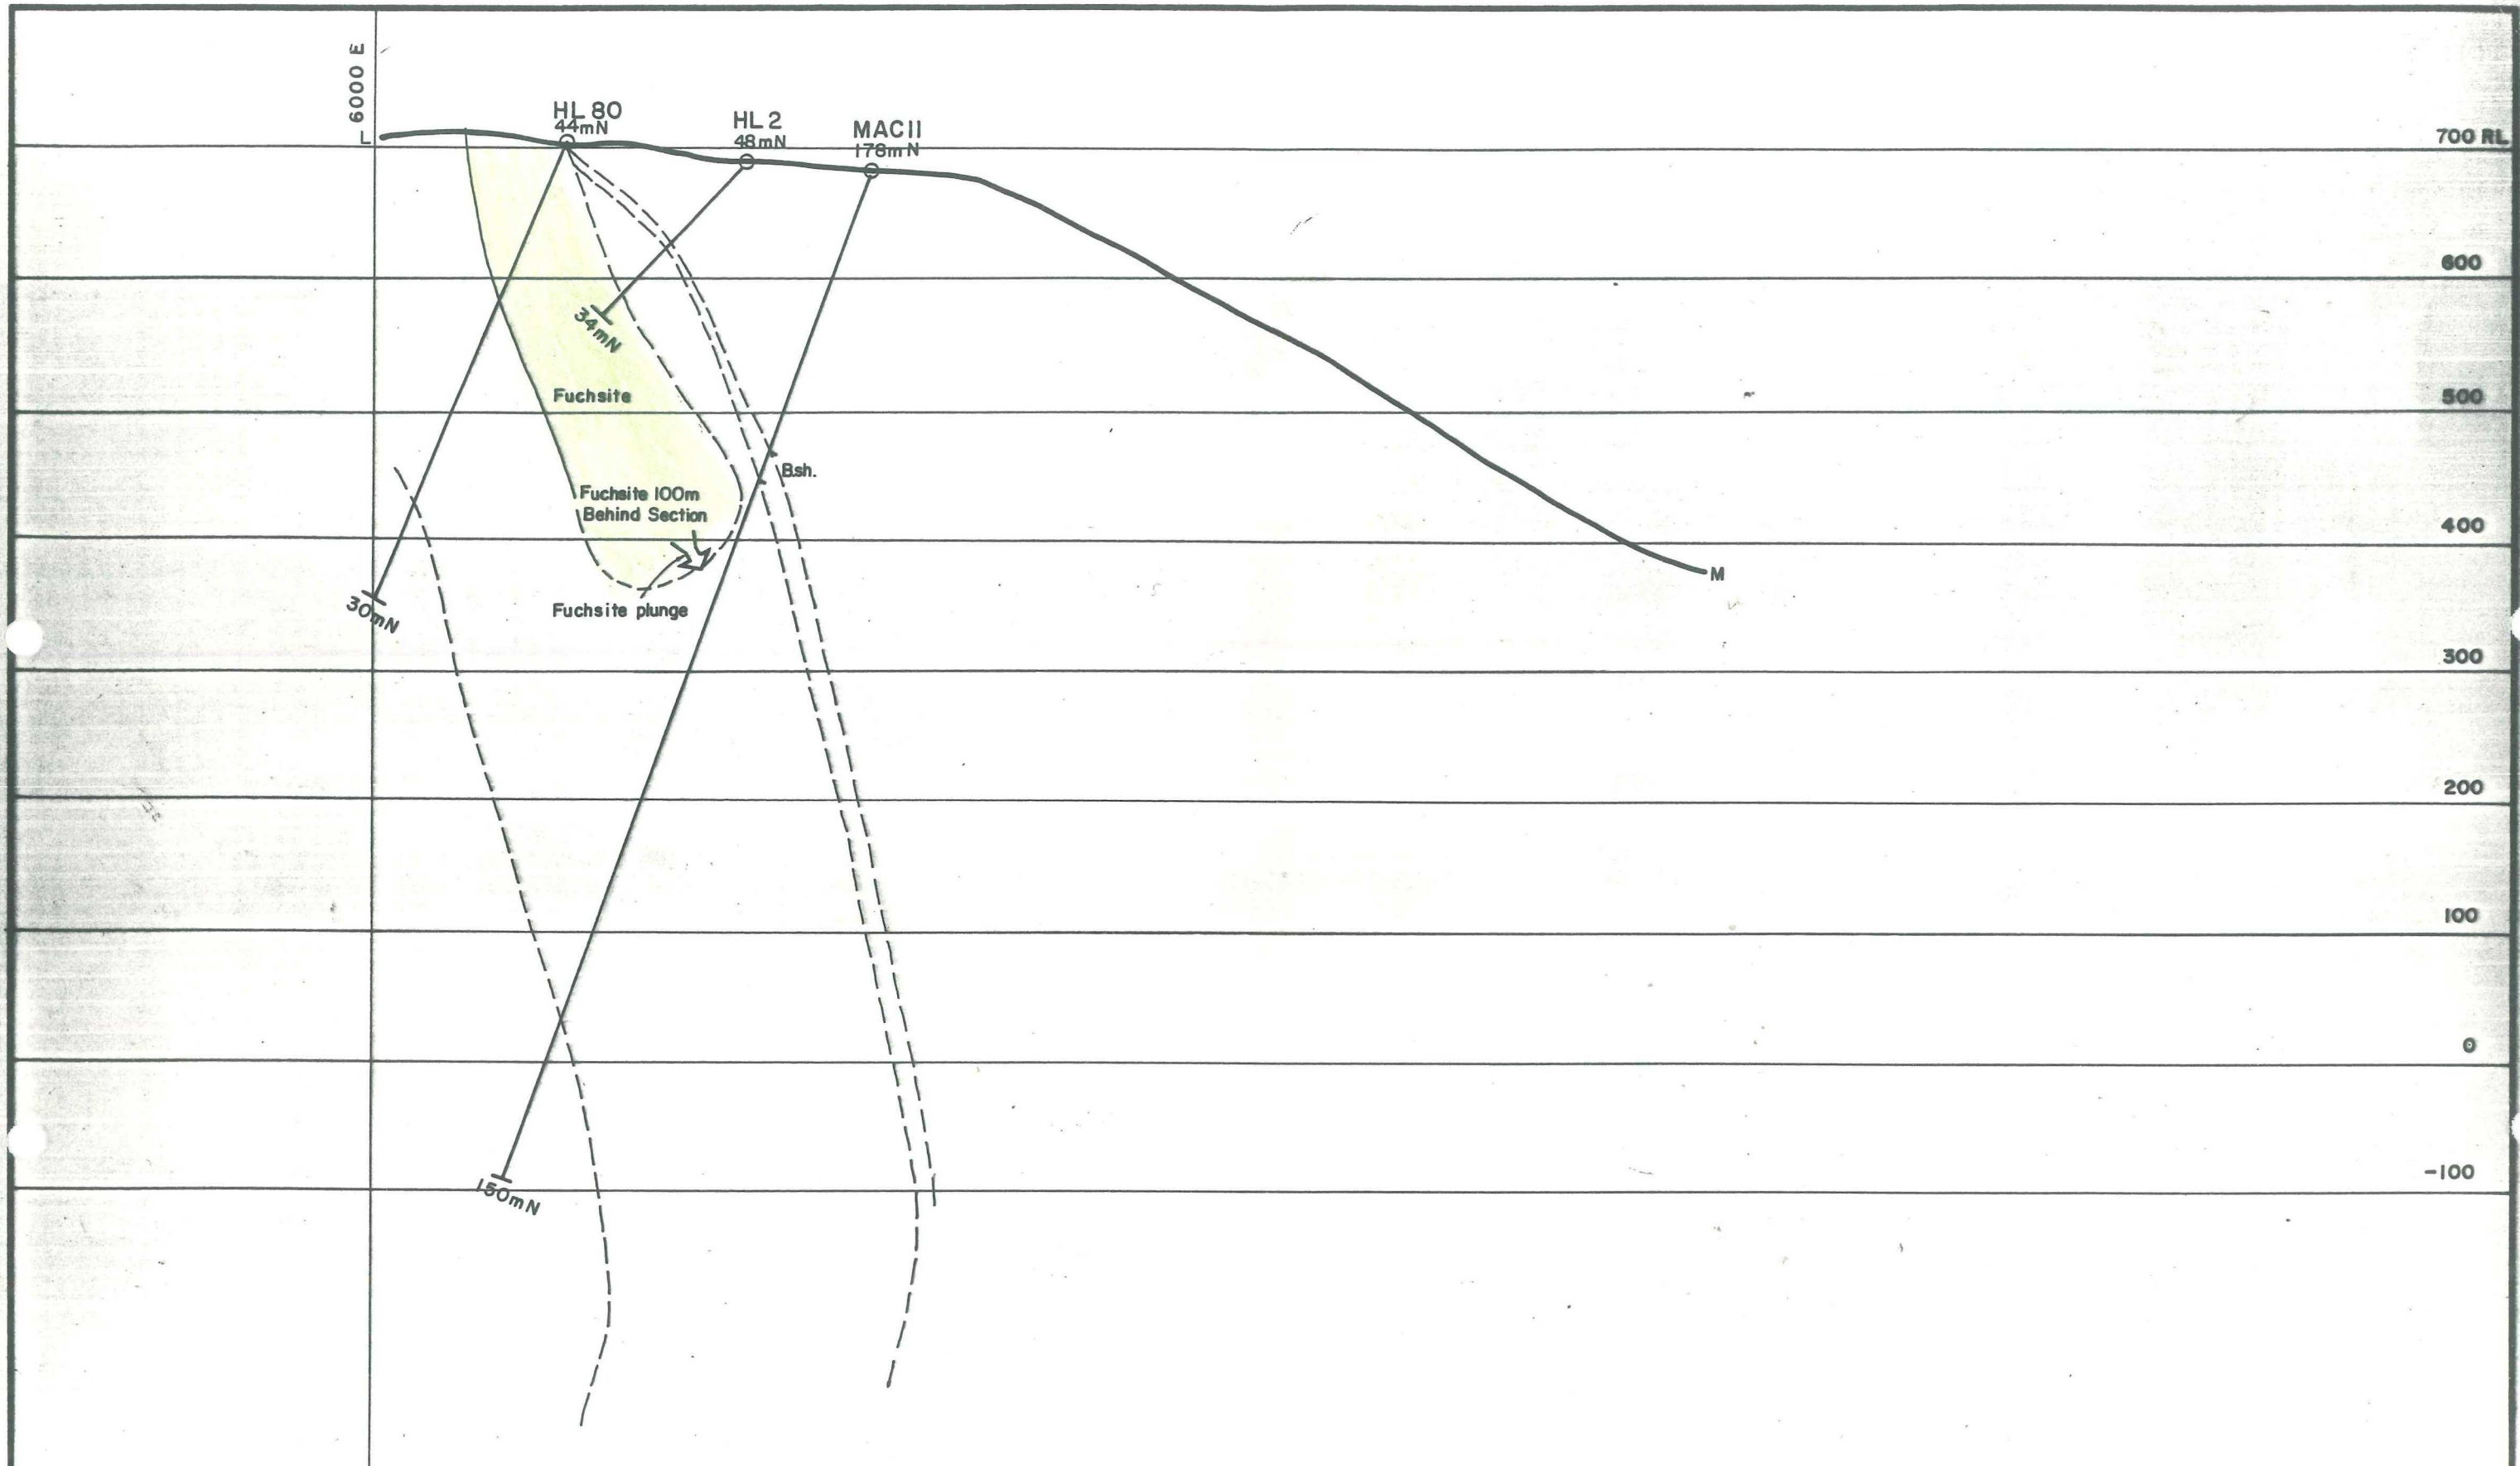 6000 E
L
HL 80
44mN
HL 2
48mN
MAC11
178mN
700 RL
600
34mN
Fuchsite
500
B.sh.
Fuchsite 100m
Behind Section
400
M
30mN
Fuchsite plunge
300
200
100
0
-100
150mN